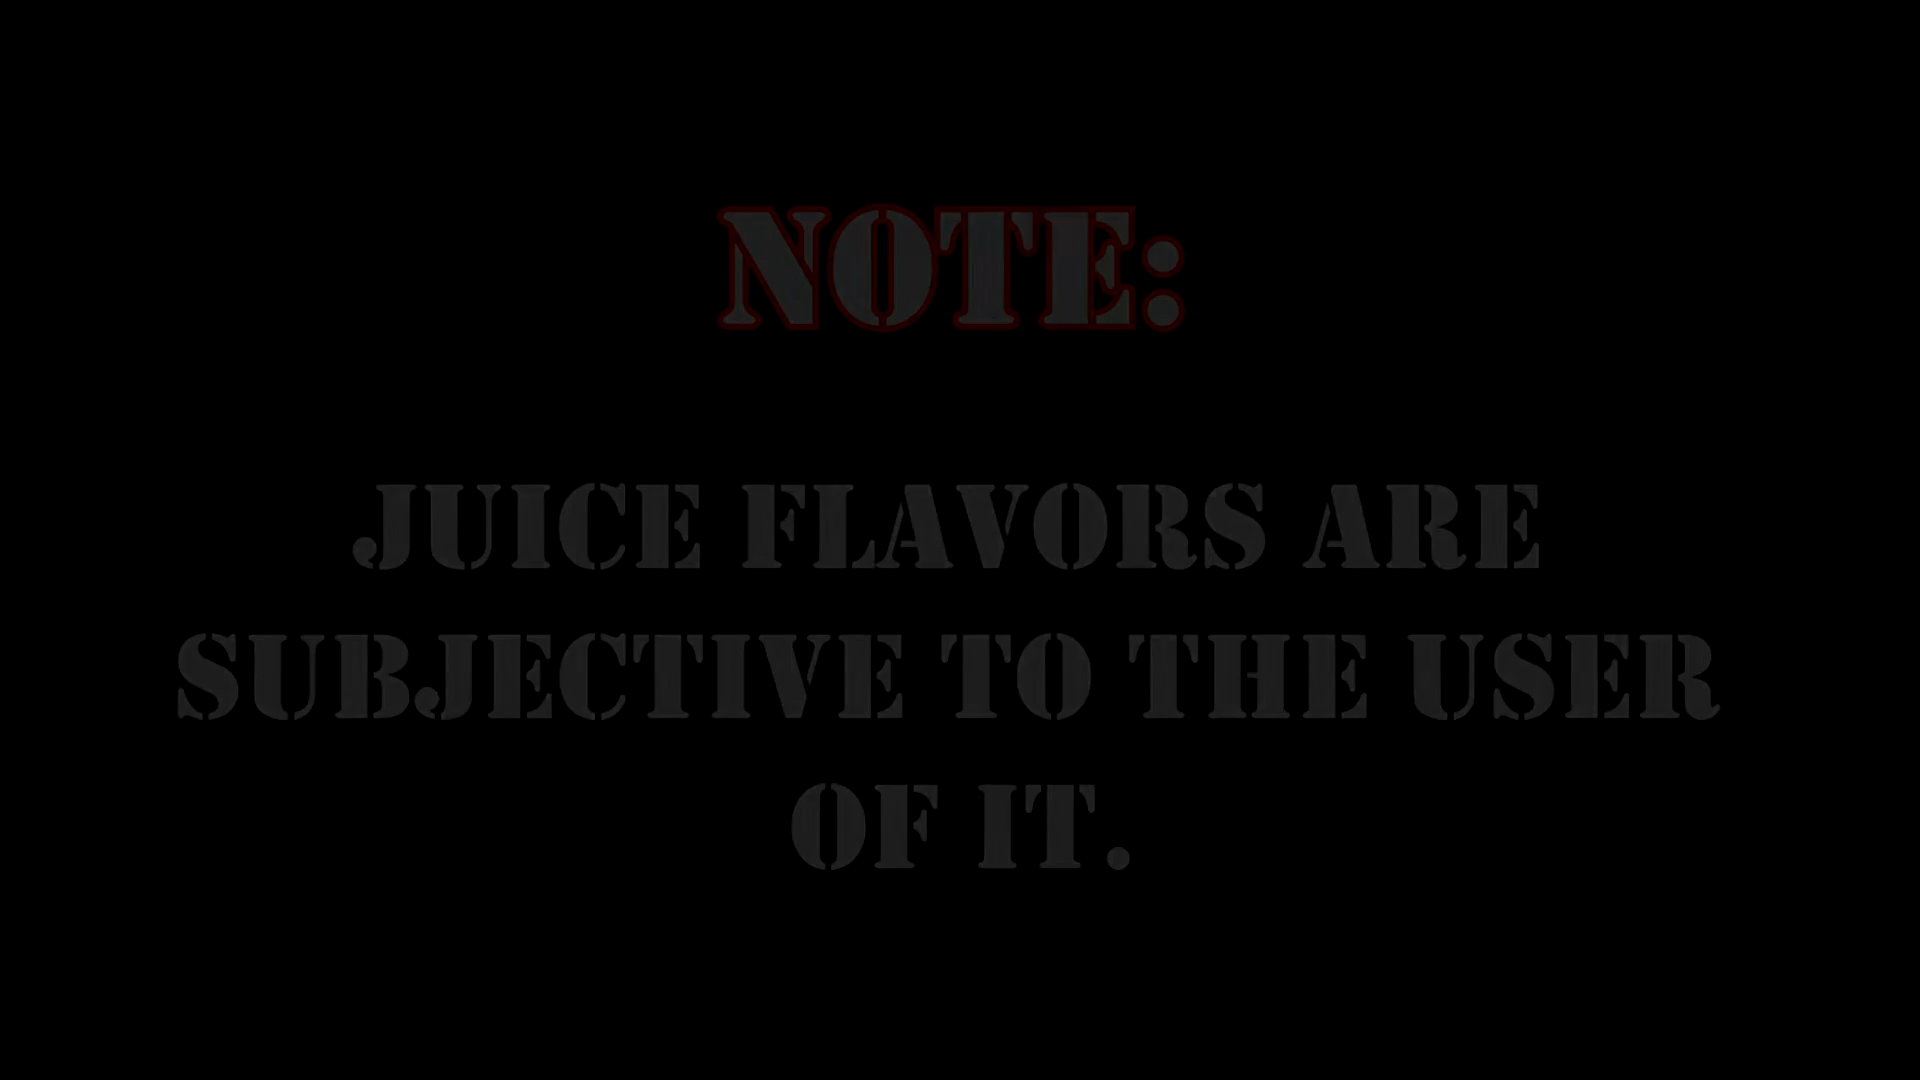 NOTE:
JUICE FLAVORS ARE
SUBJECTIVE TO THE USER
OF IT.